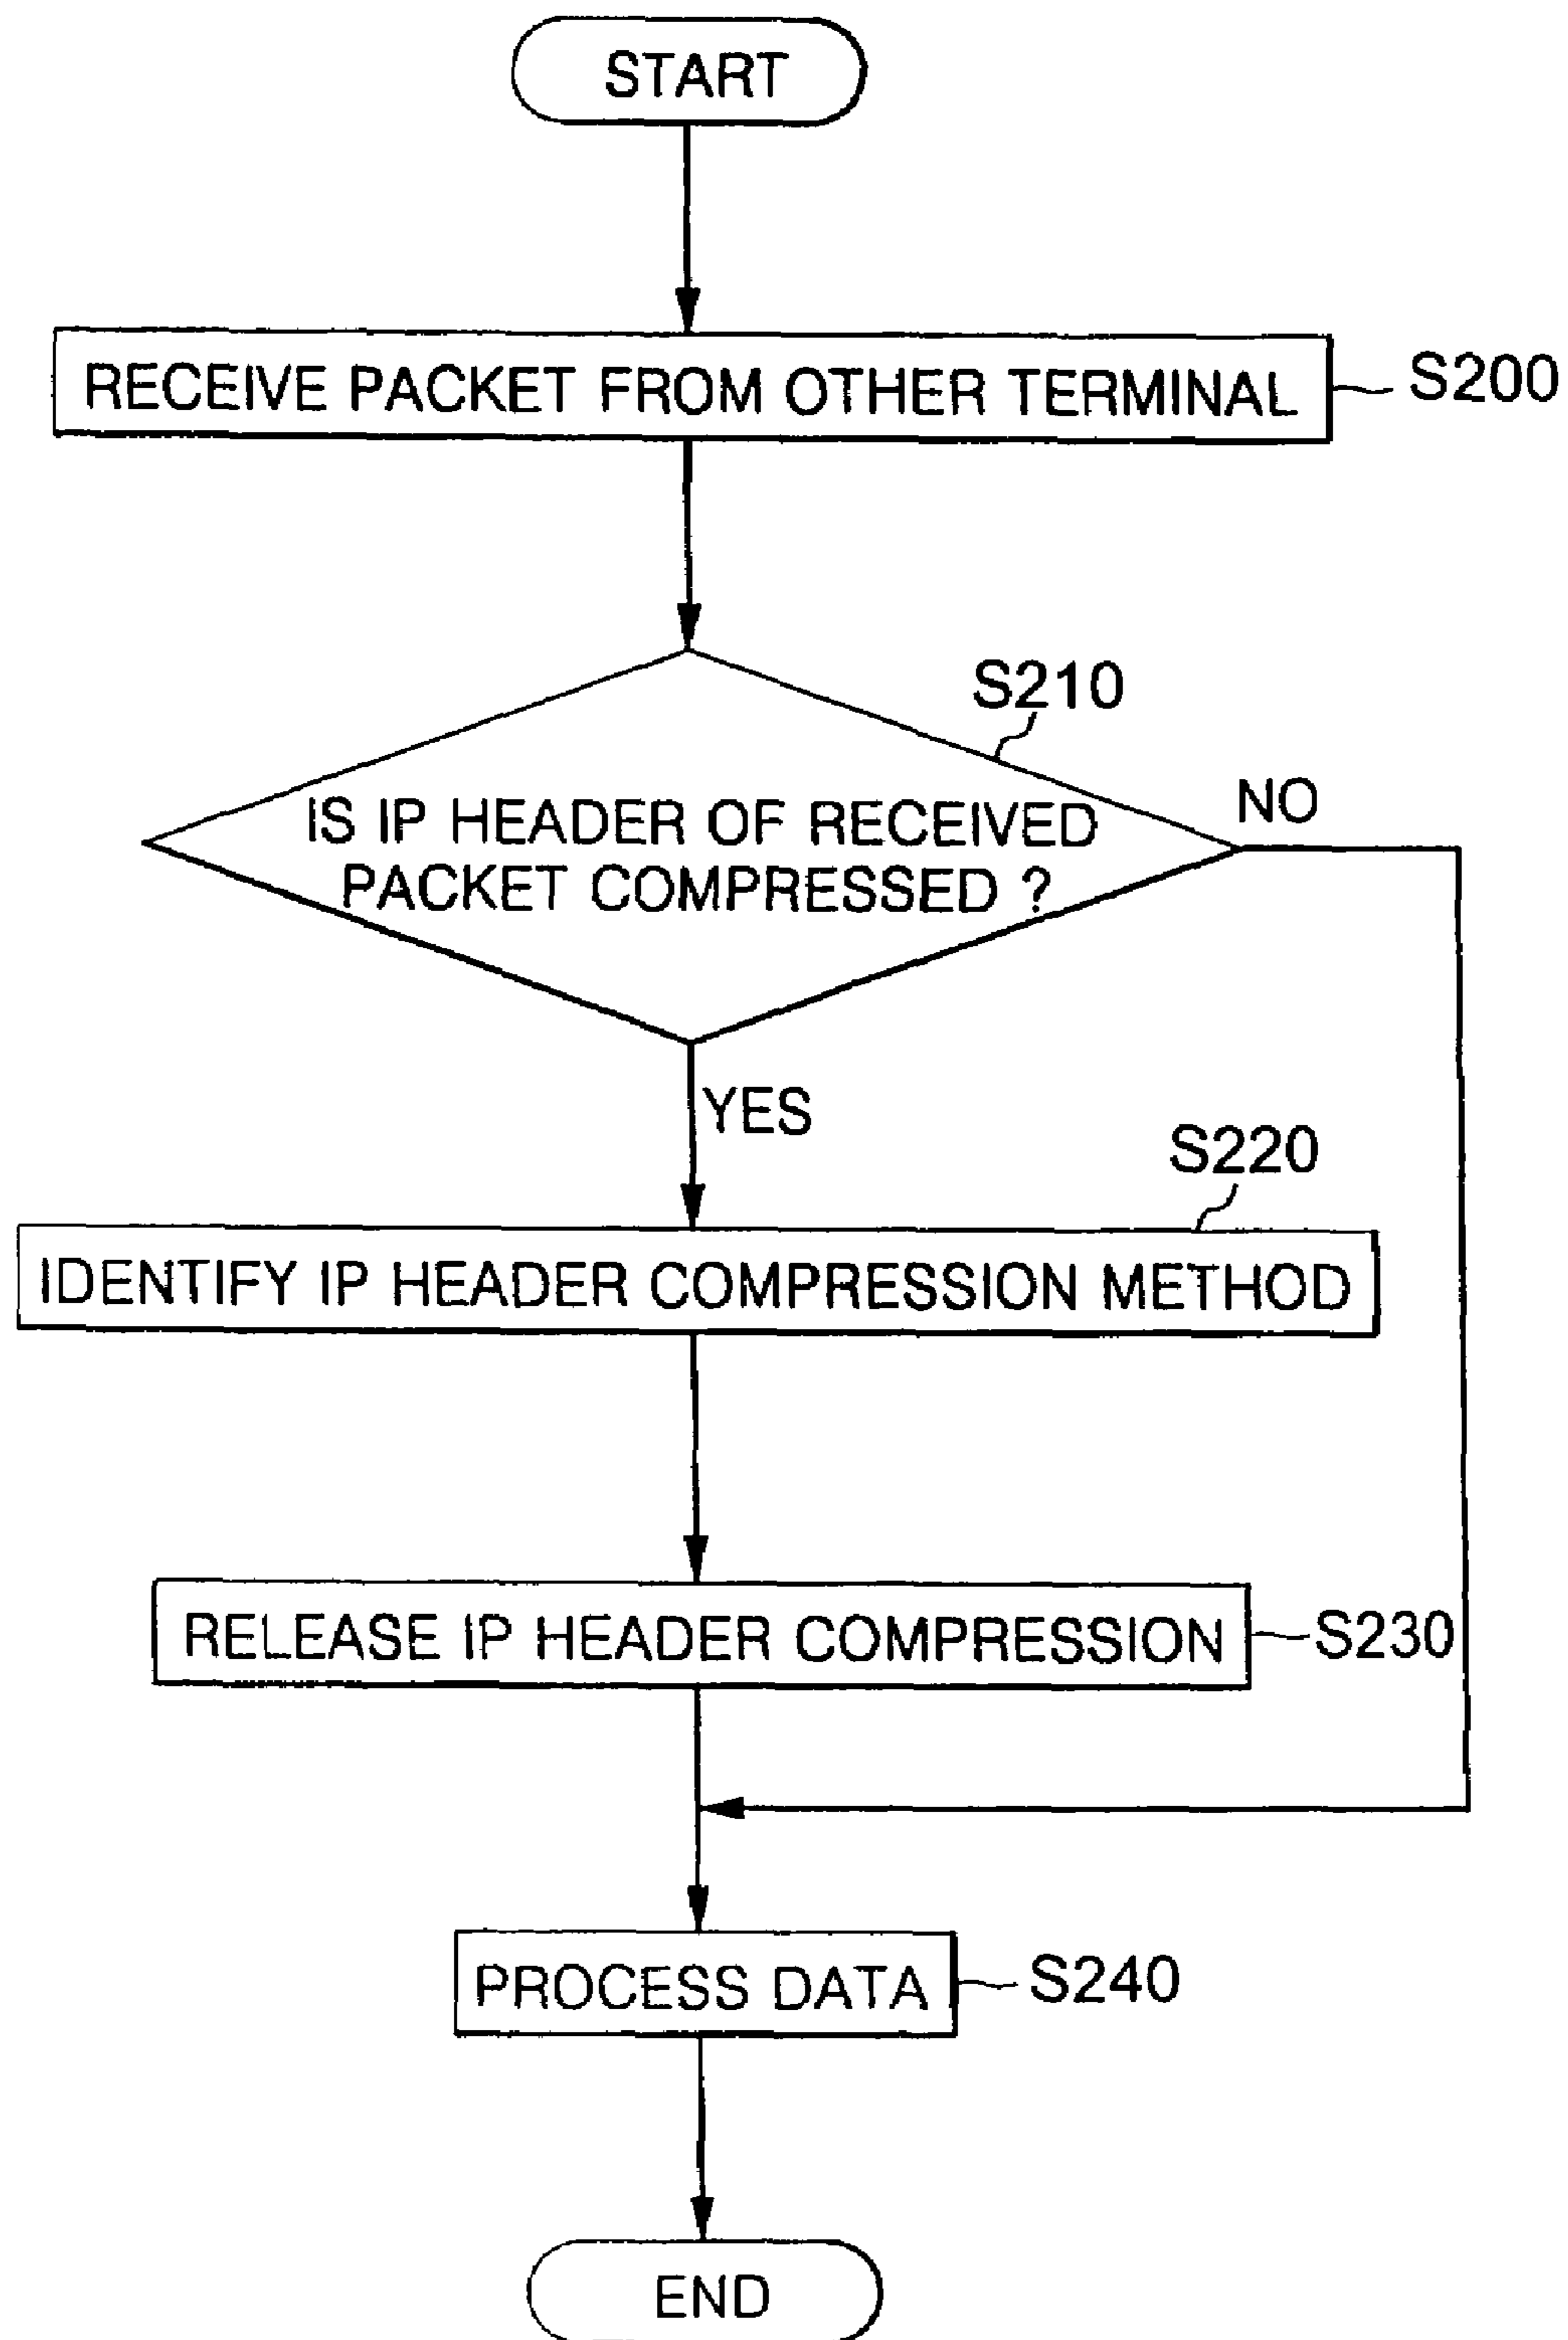 START
RECEIVE PACKET FROM OTHER TERMINAL
S200
S210
IS IP HEADER OF RECEIVED
PACKET COMPRESSED ?
NO
YES
S220
IDENTIFY IP HEADER COMPRESSION METHOD
RELEASE IP HEADER COMPRESSION
S230
PROCESS DATA
S240
END